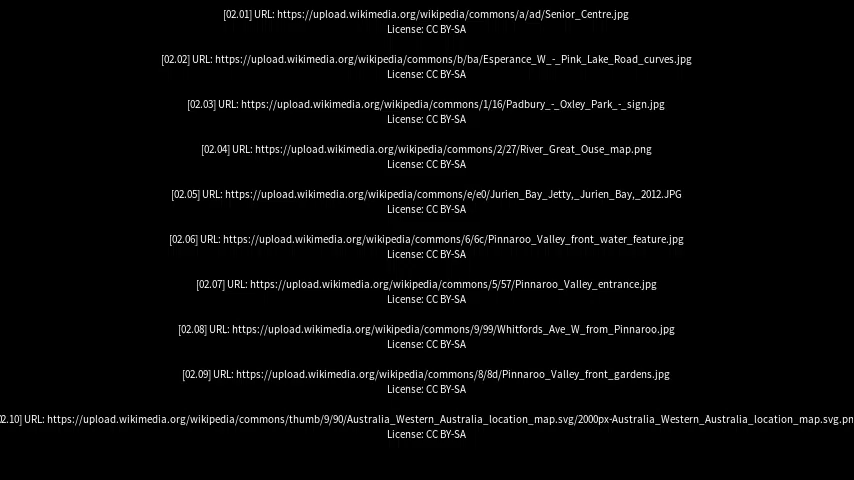 [02.01] URL: https://upload.wikimedia.org/wikipedia/commons/a/ad/Senior_Centre.jpg
License: CC BY-SA
[02.02] URL: https://upload.wikimedia.org/wikipedia/commons/b/ba/Esperance_W_-_Pink_Lake_Road_curves.jpg
License: CC BY-SA
[02.03] URL: https://upload.wikimedia.org/wikipedia/commons/1/16/Padbury_-_Oxley_Park_-_sign.jpg
License: CC BY-SA
[02.04] URL: https://upload.wikimedia.org/wikipedia/commons/2/27/River_Great_Ouse_map.png
License: CC BY-SA
[02.05] URL: https://upload.wikimedia.org/wikipedia/commons/e/e0/Jurien_Bay_Jetty,_Jurien_Bay,_2012.JPG
License: CC BY-SA
[02.06] URL: https://upload.wikimedia.org/wikipedia/commons/6/6c/Pinnaroo_Valley_front_water_feature.jpg
License: CC BY-SA
[02.07] URL: https://upload.wikimedia.org/wikipedia/commons/5/57/Pinnaroo_Valley_entrance.jpg
License: CC BY-SA
[02.08] URL: https://upload.wikimedia.org/wikipedia/commons/9/99/Whitfords_Ave_W_from_Pinnaroo.jpg
License: CC BY-SA
[02.09] URL: https://upload.wikimedia.org/wikipedia/commons/8/8d/Pinnaroo_Valley_front_gardens.jpg
License: CC BY-SA
02.10] URL: https://upload.wikimedia.org/wikipedia/commons/thumb/9/90/Australia_Western_Australia_location_map.svg/2000px-Australia_Western_Australia_location_map.svg.pn
License: CC BY-SA